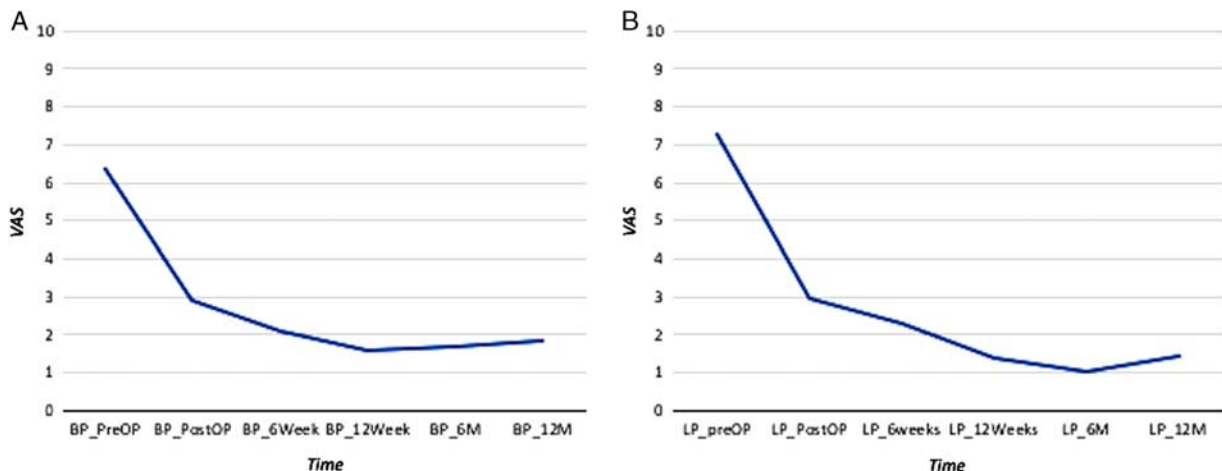 A
10
9
8
7
6
5
4
3
2
1
0
VAS
BP_PreOP BP_PostOP BP_6Week BP_12Week BP_6M BP_12M
Time
B
10
9
8
7
6
5
4
3
2
1
0
VAS
LP_preOP LP_PostOP LP_6weeks LP_12Weeks LP_6M LP_12M
Time